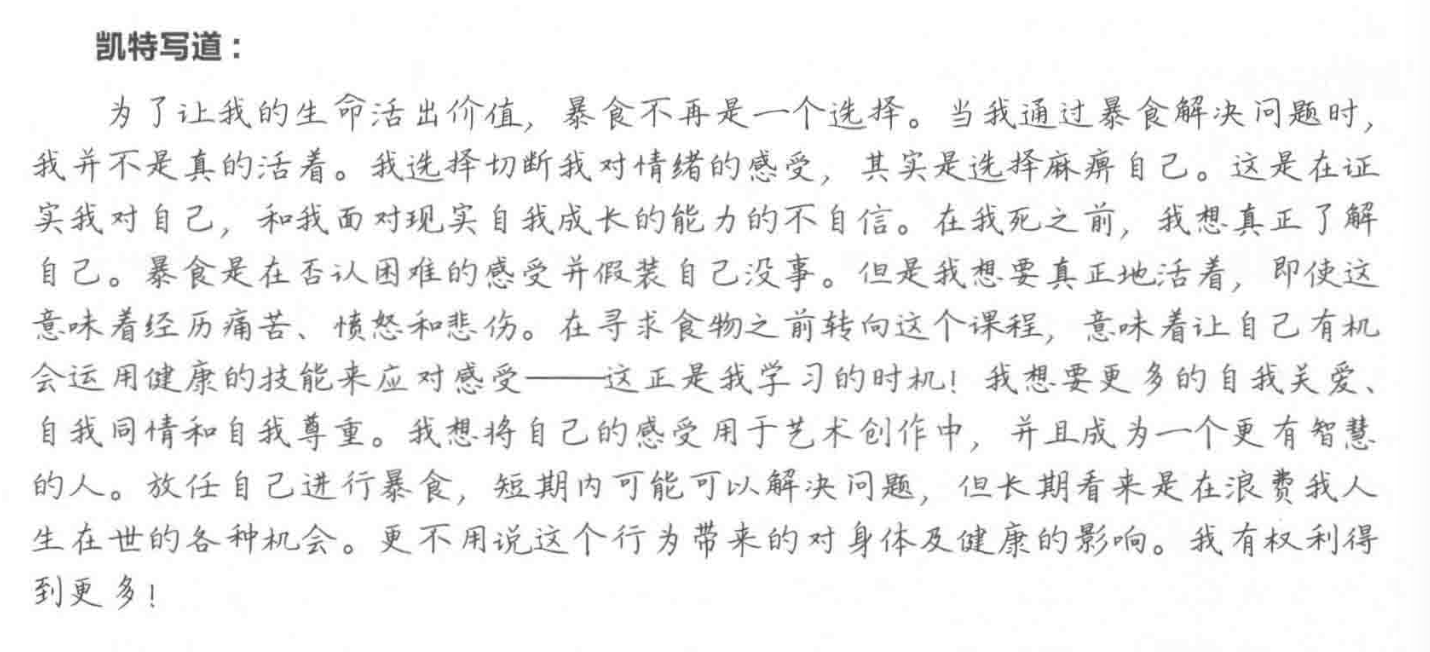 凯特写道：
为了让我的生命活出价值，暴食不再是一个选择。当我通过暴食解决问题时，
我并不是真的活着。我选择切断我对情绪的感受，其实是选择麻痹自己。这是在证
实我对自己，和我面对现实自我成长的能力的不自信。在我死之前，我想真正了解
自己。暴食是在否认困难的感受并假装自己没事。但是我想要真正地活着，即使这
意味着经历痛苦、愤怒和悲伤。在寻求食物之前转向这个课程，意味着让自己有机
会运用健康的技能来应对感受——这正是我学习的时机！我想要更多的自我关爱、
自我同情和自我尊重。我想将自己的感受用于艺术创作中，并且成为一个更有智慧
的人。放任自己进行暴食，短期内可能可以解决问题，但长期看来是在浪费我人
生在世的各种机会。更不用说这个行为带来的对身体及健康的影响。我有权利得
到更多！